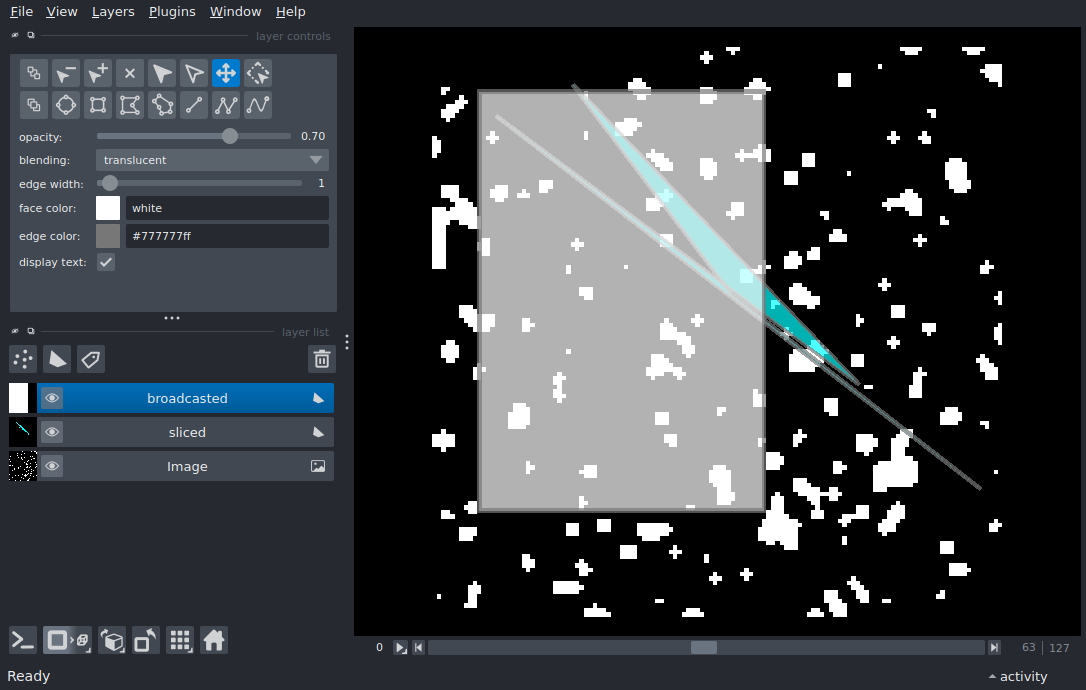 File View Layers Plugins Window Help
layer controls
opacity: 0.70
blending: translucent
edge width: 1
face color: white
edge color: #777777ff
display text:
layer list
broadcasted
sliced
Image
0 63 127
Ready activity